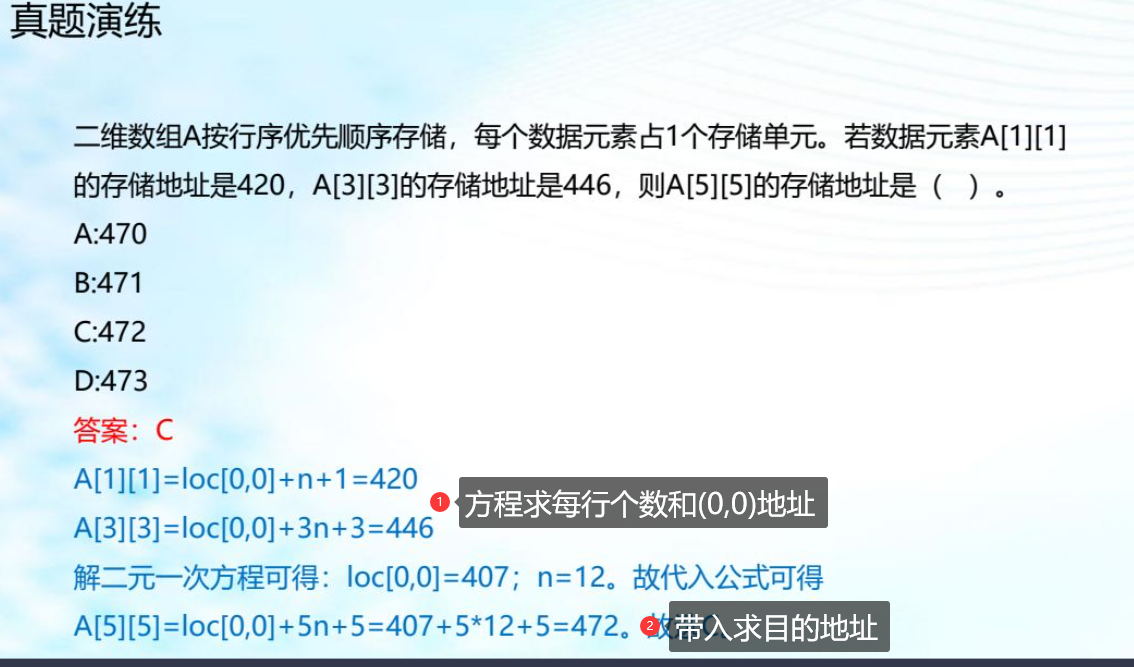 真题演练
二维数组A按行序优先顺序存储，每个数据元素占1个存储单元。若数据元素A[1][1]
的存储地址是420，A[3][3]的存储地址是446，则A[5][5]的存储地址是（　）。
A:470
B:471
C:472
D:473
答案：C
A[1][1]=loc[0,0]+n+1=420
1 方程求每行个数和(0,0)地址
A[3][3]=loc[0,0]+3n+3=446
解二元一次方程可得：loc[0,0]=407；n=12。故代入公式可得
A[5][5]=loc[0,0]+5n+5=407+5*12+5=472。故
2 带入求目的地址